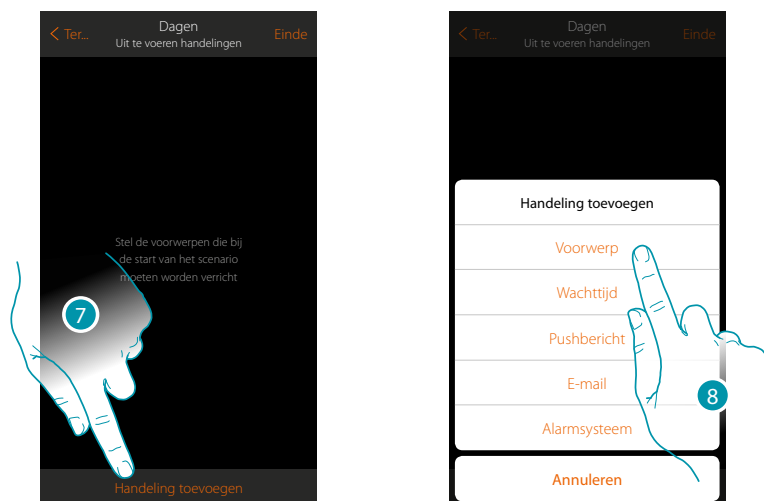 Ter...
Dagen
Einde
Uit te voeren handelingen
Stel de voorwerpen die bij
de start van het scenario
moeten worden verricht
7
Handeling toevoegen
Ter...
Dagen
Einde
Uit te voeren handelingen
Handeling toevoegen
Voorwerp
Wachttijd
Pushbericht
E-mail
8
Alarmsysteem
Annuleren